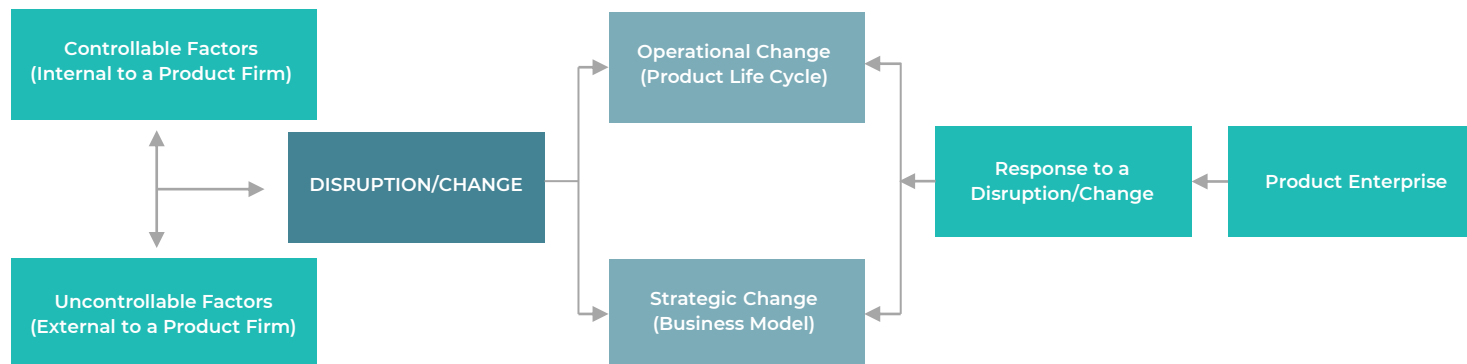 Controllable Factors
(Internal to a Product Firm)
Uncontrollable Factors
(External to a Product Firm)
DISRUPTION/CHANGE
Operational Change
(Product Life Cycle)
Strategic Change
(Business Model)
Response to a
Disruption/Change
Product Enterprise